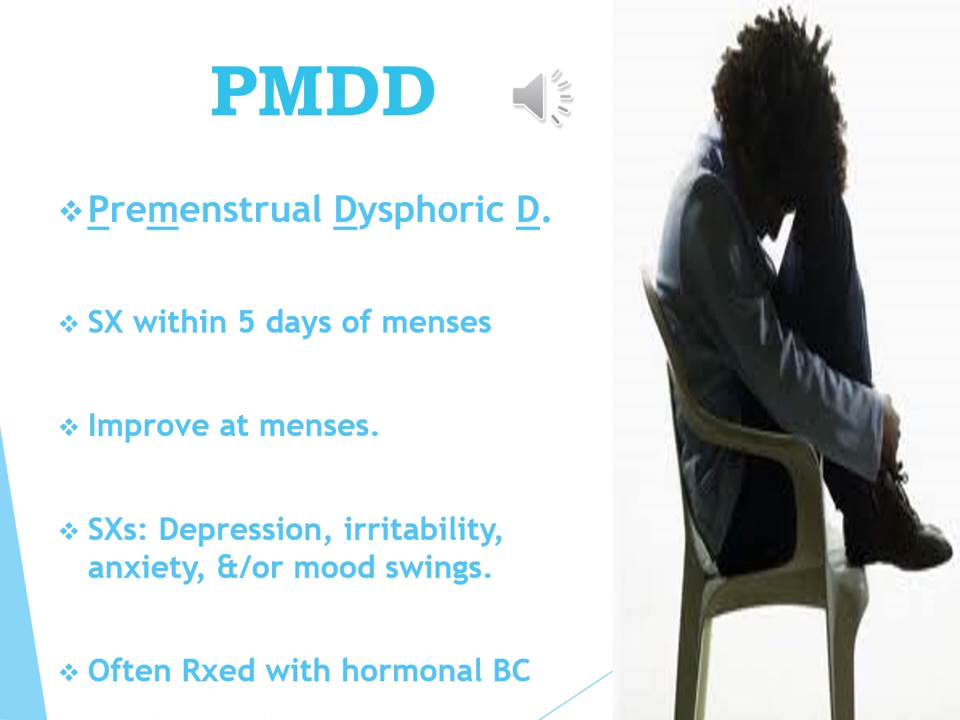 PMDD
Premenstrual Dysphoric D.
SX within 5 days of menses
Improve at menses.
SXs: Depression, irritability,
anxiety, &/or mood swings.
Often Rxed with hormonal BC